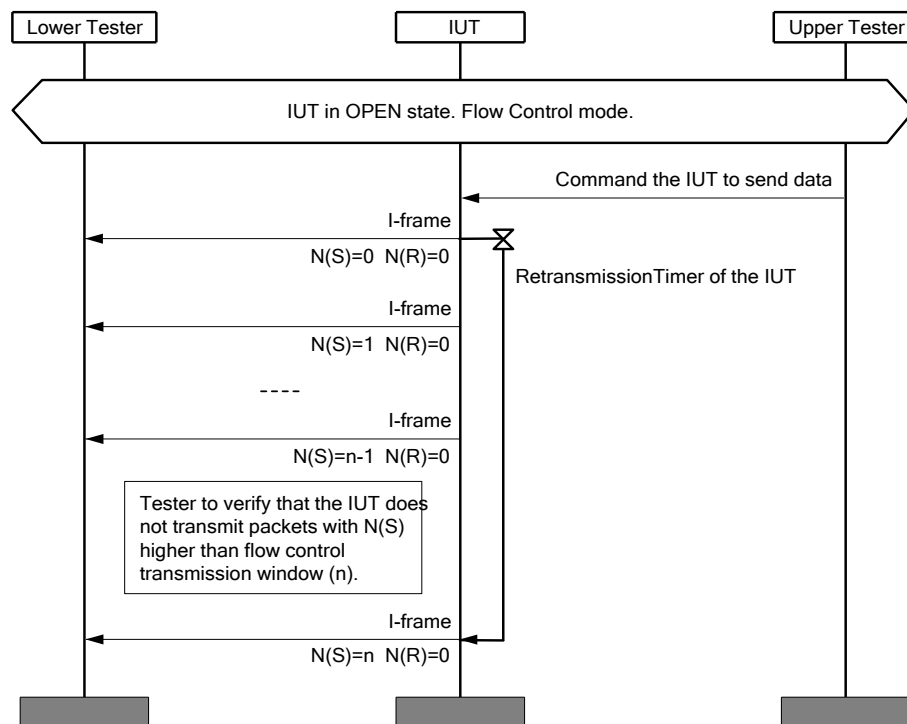 Lower Tester
IUT
Upper Tester
IUT in OPEN state. Flow Control mode.
Command the IUT to send data
I-frame
N(S)=0 N(R)=0
RetransmissionTimer of the IUT
I-frame
N(S)=1 N(R)=0
----
I-frame
N(S)=n-1 N(R)=0
Tester to verify that the IUT does
not transmit packets with N(S)
higher than flow control
transmission window (n).
I-frame
N(S)=n N(R)=0